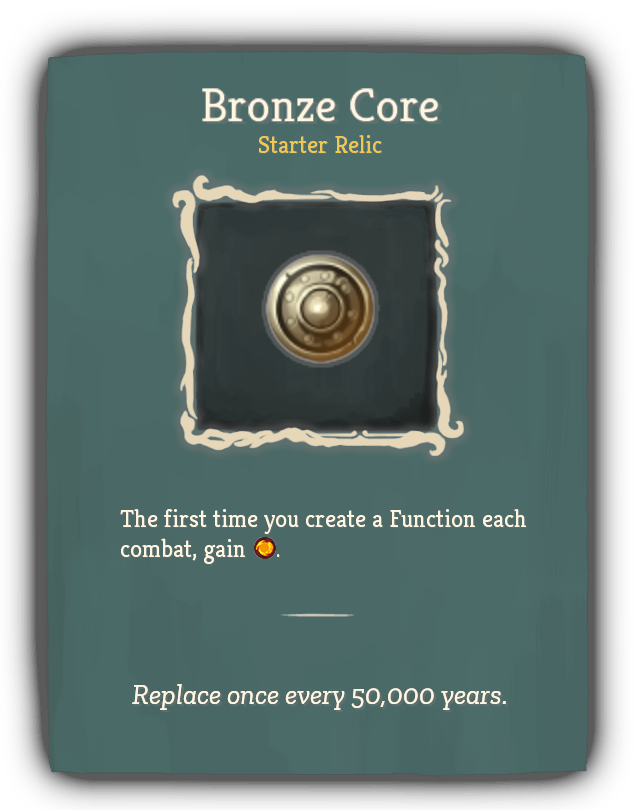 Bronze Core
Starter Relic
The first time you create a Function each
combat, gain .
Replace once every 50,000 years.